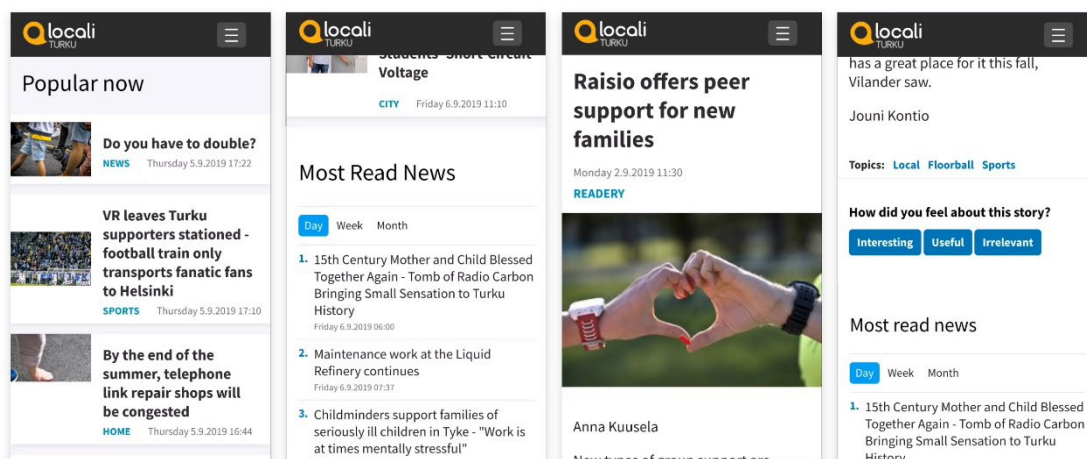 locali
TURKU
Popular now
Do you have to double?
NEWS Thursday 5.9.2019 17:22
VR leaves Turku
supporters stationed -
football train only
transports fanatic fans
to Helsinki
SPORTS Thursday 5.9.2019 17:10
By the end of the
summer, telephone
link repair shops will
be congested
HOME Thursday 5.9.2019 16:44
locali
TURKU
Students' Short-Circuit
Voltage
CITY Friday 6.9.2019 11:10
Most Read News
Day Week Month
1. 15th Century Mother and Child Blessed
Together Again - Tomb of Radio Carbon
Bringing Small Sensation to Turku
History
Friday 6.9.2019 06:00
2. Maintenance work at the Liquid
Refinery continues
Friday 6.9.2019 07:37
3. Childminders support families of
seriously ill children in Tyke - "Work is
at times mentally stressful"
locali
TURKU
Raisio offers peer
support for new
families
Monday 2.9.2019 11:30
READERY
Anna Kuusela
New types of group support are
locali
TURKU
has a great place for it this fall,
Vilander saw.
Jouni Kontio
Topics: Local Floorball Sports
How did you feel about this story?
Interesting Useful Irrelevant
Most read news
Day Week Month
1. 15th Century Mother and Child Blessed
Together Again - Tomb of Radio Carbon
Bringing Small Sensation to Turku
History